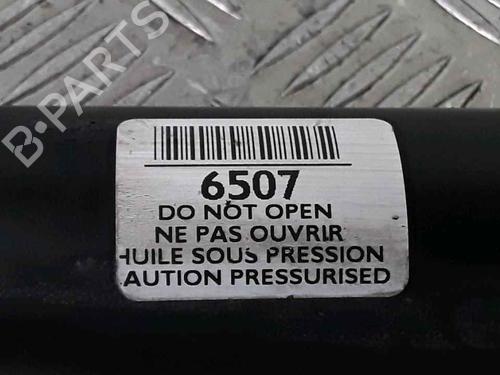 B-PARTS
6507
DO NOT OPEN
NE PAS OUVRIR
HUILE SOUS PRESSION
AUTION PRESSURISED